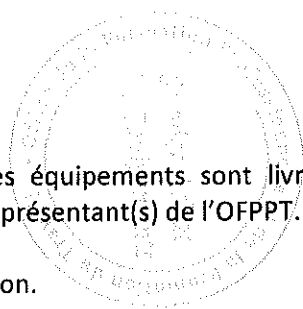 es équipements sont livr
présentant(s) de l'OFPPT.
on.